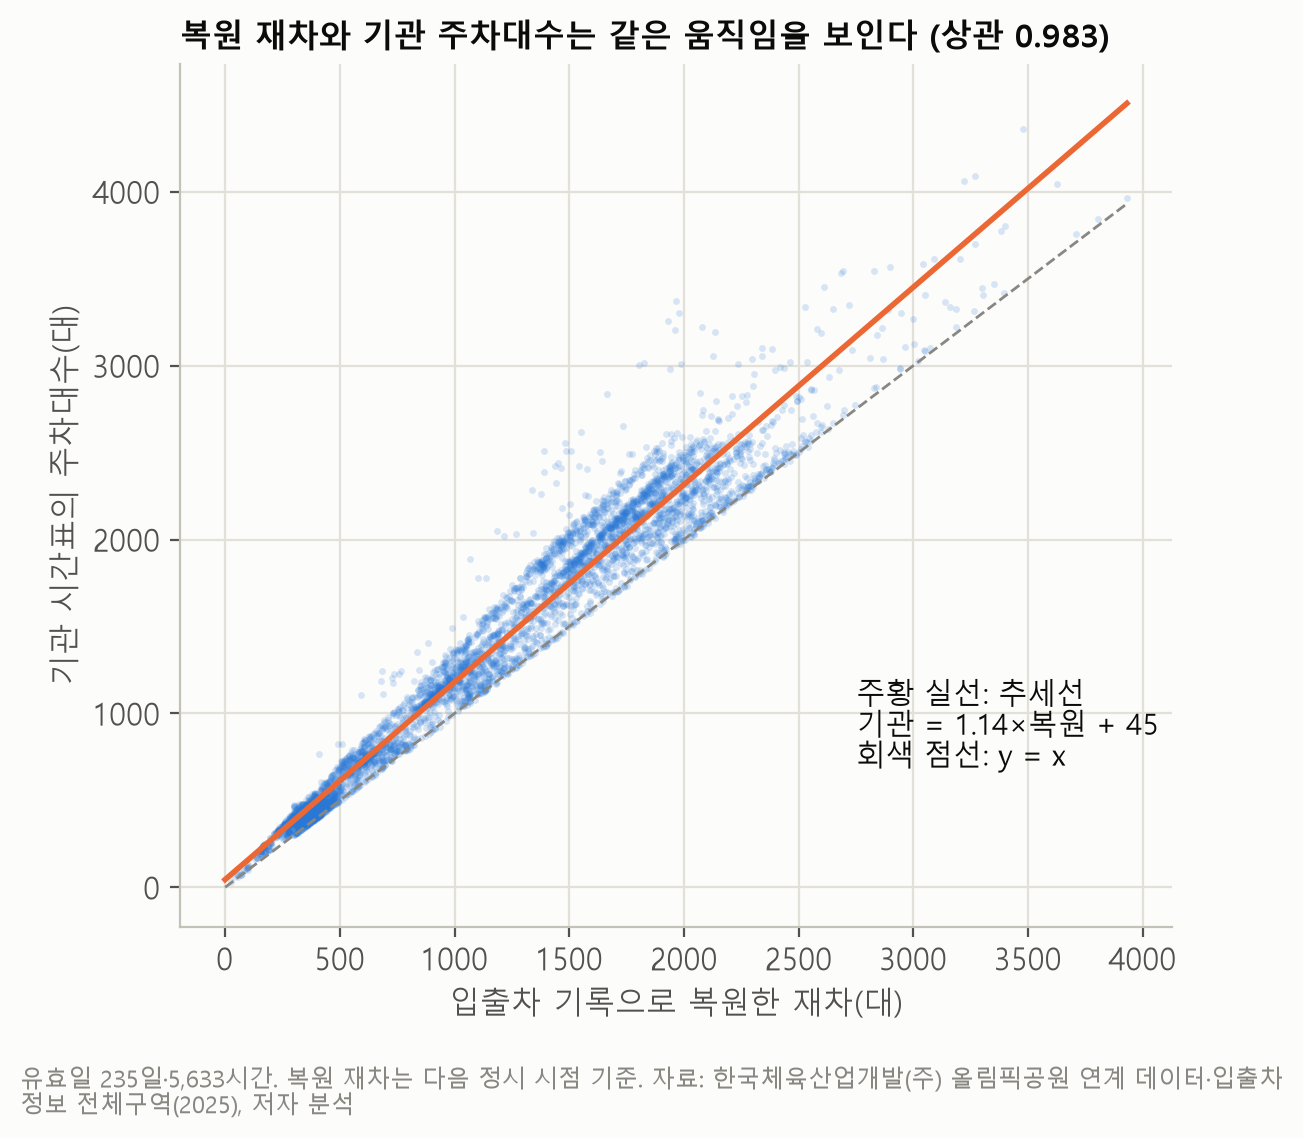 복원 재차와 기관 주차대수는 같은 움직임을 보인다 (상관 0.983)
기관 시간표의 주차대수(대)
4000
3000
2000
1000
0
주황 실선: 추세선
기관 = 1.14×복원 + 45
회색 점선: y = x
0 500 1000 1500 2000 2500 3000 3500 4000
입출차 기록으로 복원한 재차(대)
유효일 235일·5,633시간. 복원 재차는 다음 정시 시점 기준. 자료: 한국체육산업개발(주) 올림픽공원 연계 데이터·입출차
정보 전체구역(2025), 저자 분석